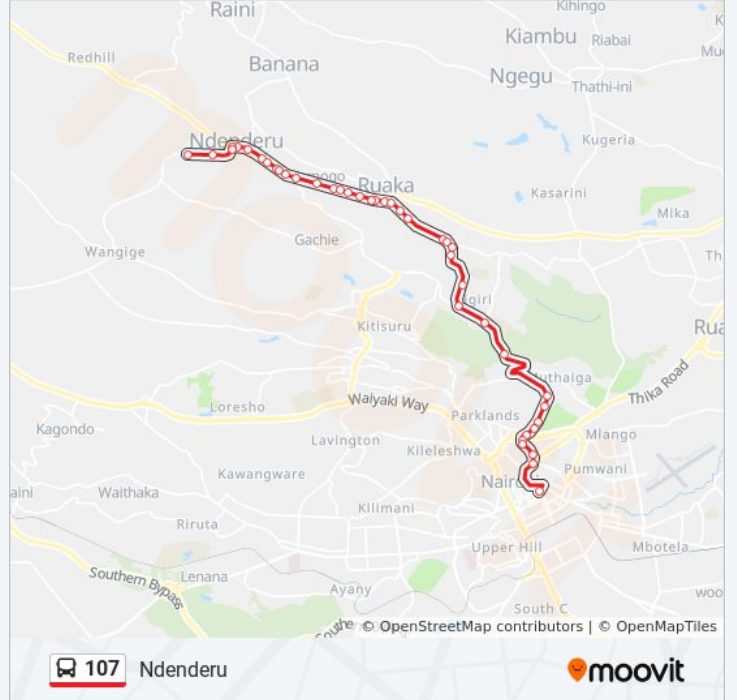 Raini
Kihingo
Kiambu
Riabai
Redhill
Banana
Ngegu
Thathi-ini
Ndenderu
Kugeria
Ruaka
Kasarini
Mika
Gachie
Wangige
Kitisuru
Muthaiga
Thika Road
Loresho
Waiyaki Way
Parklands
Kagondo
Lavington
Mlango
Kileleshwa
Pumwani
Kawangware
Waithaka
Kilimani
Riruta
Upper Hill
Mbotela
Lenana
Southern Bypass
Ayany
South C
© OpenStreetMap contributors | © OpenMapTiles
107 Ndenderu
moovit